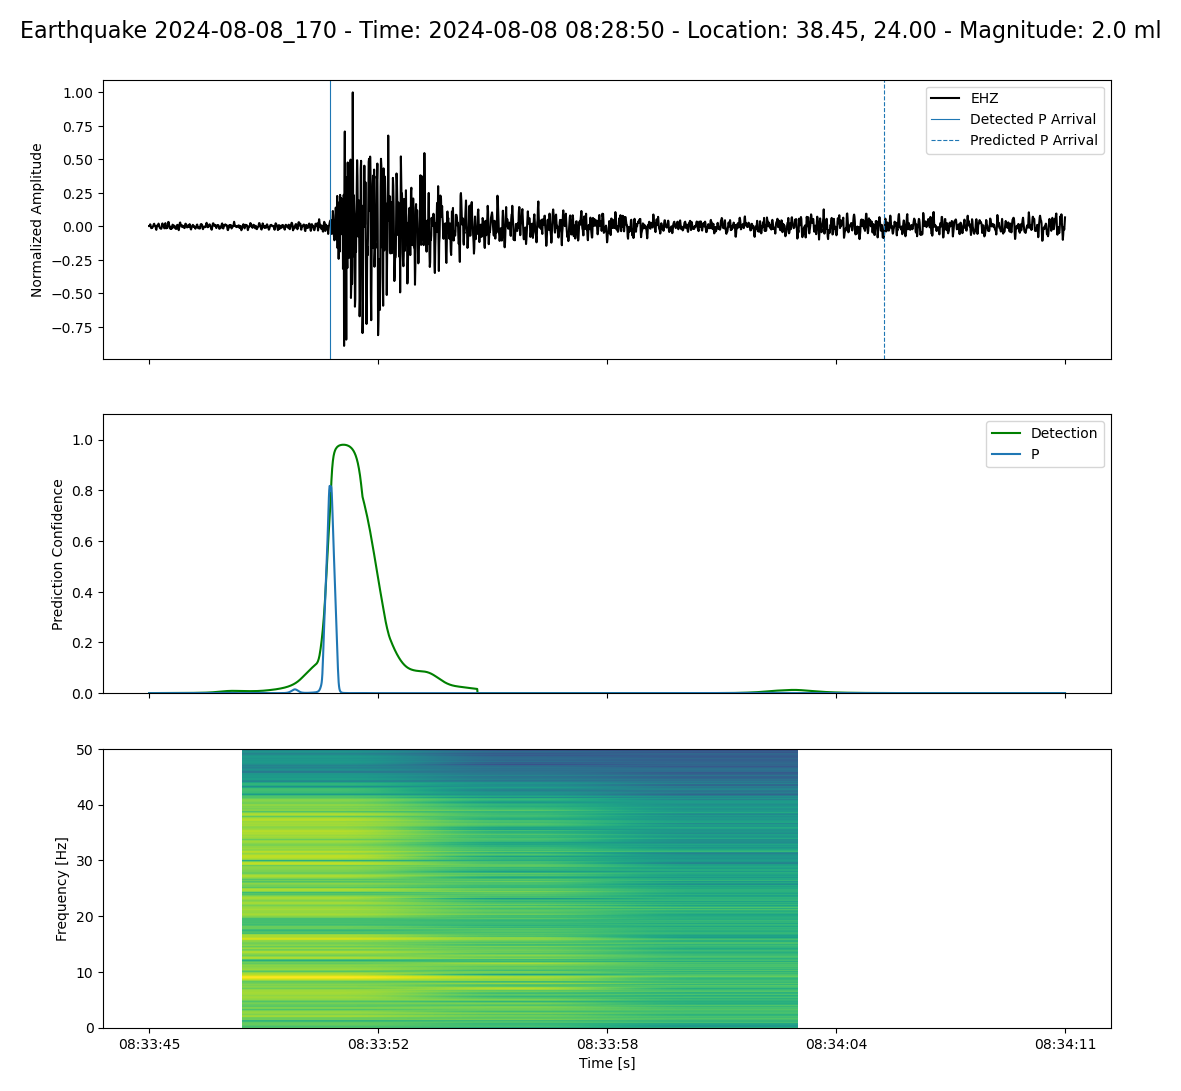 Earthquake 2024-08-08_170 - Time: 2024-08-08 08:28:50 - Location: 38.45, 24.00 - Magnitude: 2.0 ml
1.00
0.75
0.50
0.25
0.00
−0.25
−0.50
−0.75
Normalized Amplitude
EHZ
Detected P Arrival
Predicted P Arrival
1.0
0.8
0.6
0.4
0.2
0.0
Prediction Confidence
Detection
P
50
40
30
20
10
0
Frequency [Hz]
08:33:45
08:33:52
08:33:58
08:34:04
08:34:11
Time [s]